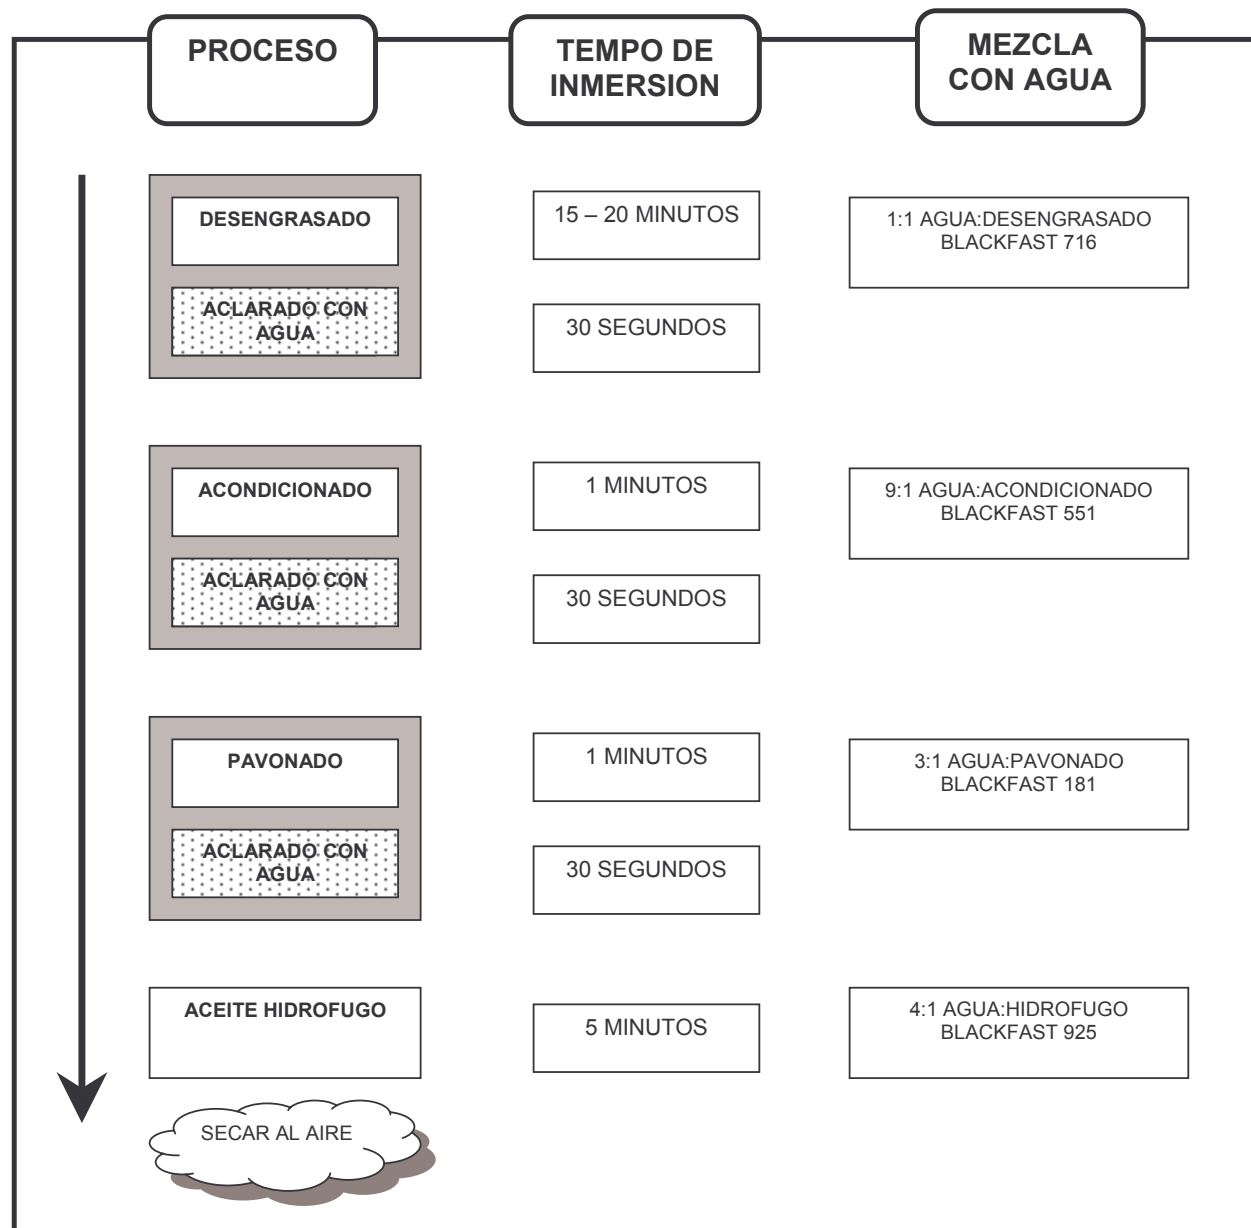 PROCESO
TEMPO DE
INMERSION
MEZCLA
CON AGUA
DESENGRASADO
15 – 20 MINUTOS
1:1 AGUA:DESENGRASADO
BLACKFAST 716
ACLARADO CON
AGUA
30 SEGUNDOS
ACONDICIONADO
1 MINUTOS
9:1 AGUA:ACONDICIONADO
BLACKFAST 551
ACLARADO CON
AGUA
30 SEGUNDOS
PAVONADO
1 MINUTOS
3:1 AGUA:PAVONADO
BLACKFAST 181
ACLARADO CON
AGUA
30 SEGUNDOS
ACEITE HIDROFUGO
5 MINUTOS
4:1 AGUA:HIDROFUGO
BLACKFAST 925
SECAR AL AIRE